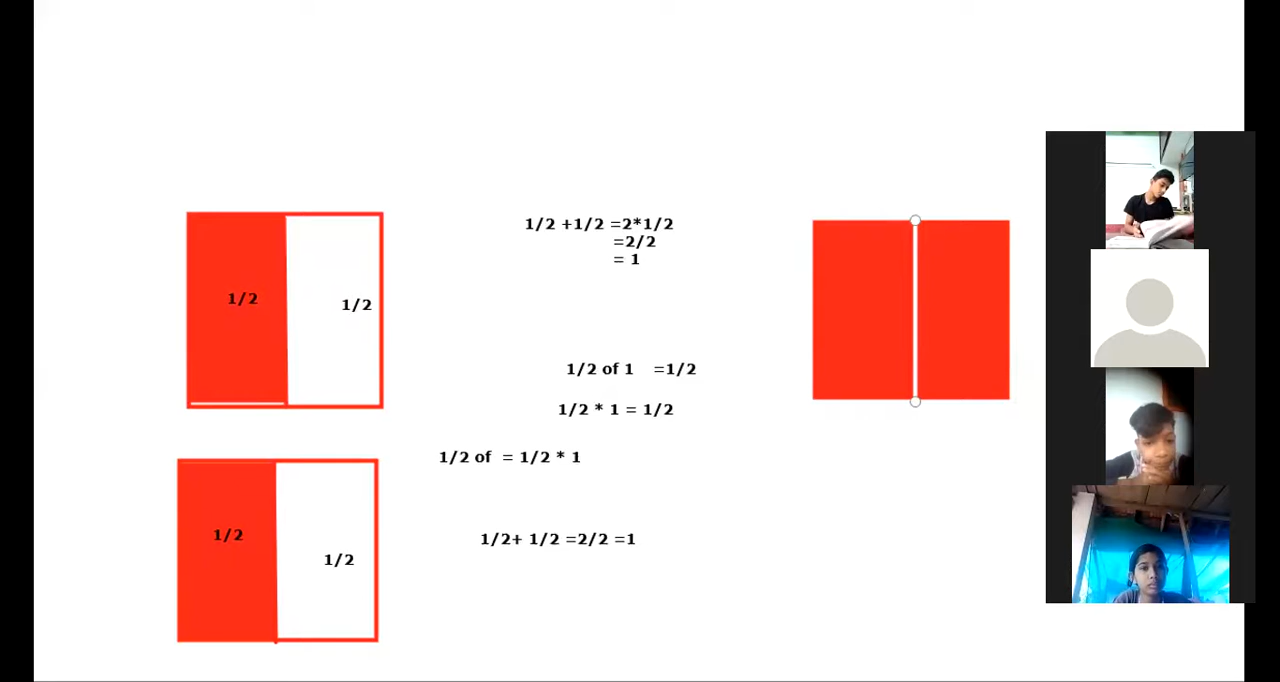 1/2
1/2
1/2 +1/2 =2*1/2
=2/2
= 1
1/2 of 1 =1/2
1/2 * 1 = 1/2
1/2 of = 1/2 * 1
1/2
1/2
1/2+ 1/2 =2/2 =1